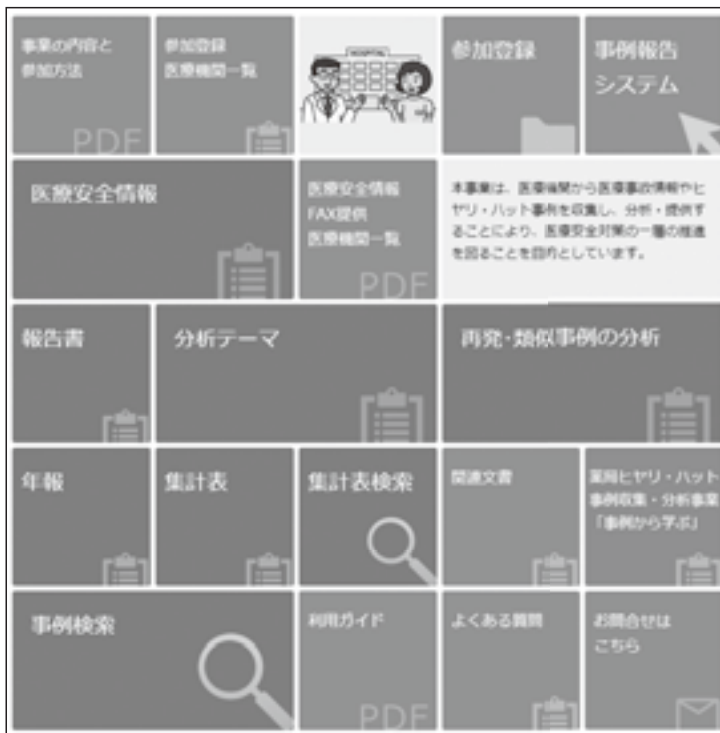 事業の内容と
参加方法
PDF
参加登録
医療機関一覧
HOSPITAL
参加登録
事例報告
システム
医療安全情報
医療安全情報
FAX提供
医療機関一覧
PDF
本事業は、医療機関から医療事故情報やヒ
ヤリ・ハット事例を収集し、分析・提供す
ることにより、医療安全対策の一層の推進
を図ることを目的としています。
報告書
分析テーマ
再発・類似事例の分析
年報
集計表
集計表検索
関連文書
薬局ヒヤリ・ハット
事例収集・分析事業
「事例から学ぶ」
事例検索
利用ガイド
PDF
よくある質問
お問合せは
こちら